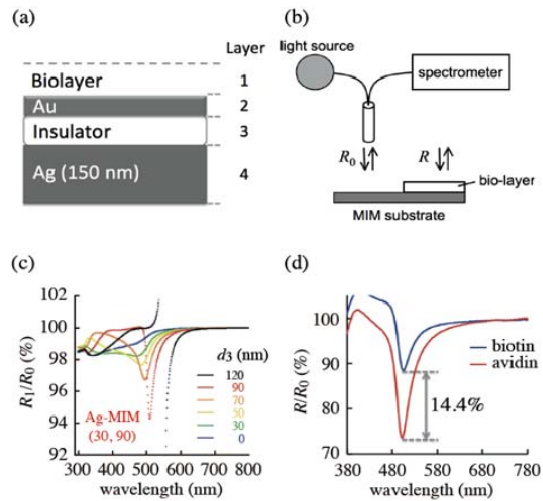 (a)
Layer
Biolayer 1
Au 2
Insulator 3
Ag (150 nm) 4
(b)
light source
spectrometer
R0 R
bio-layer
MIM substrate
(c)
R1/R0 (%)
102
100
98
96
94
92
d3 (nm)
120
90
70
50
30
0
Ag-MIM
(30, 90)
300 400 500 600 700 800
wavelength (nm)
(d)
R/R0 (%)
100
90
80
70
biotin
avidin
14.4%
380 480 580 680 780
wavelength (nm)